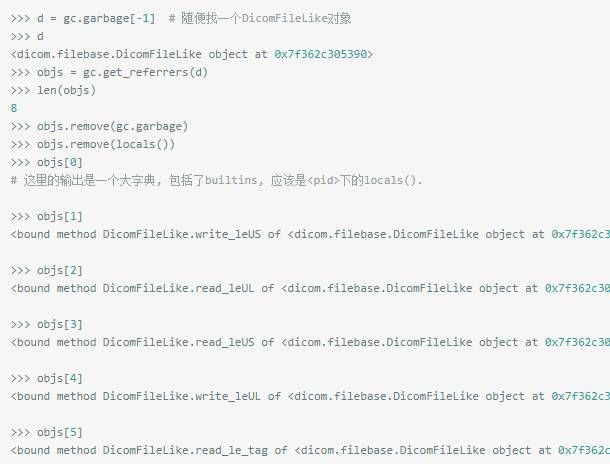 >>> d = gc.garbage[-1]  # 随便找一个DicomFileLike对象
>>> d
<dicom.filebase.DicomFileLike object at 0x7f362c305390>
>>> objs = gc.get_referrers(d)
>>> len(objs)
8
>>> objs.remove(gc.garbage)
>>> objs.remove(locals())
>>> objs[0]
# 这里的输出是一个大字典, 包括了builtins, 应该是<pid>下的locals().
>>> objs[1]
<bound method DicomFileLike.write_leUS of <dicom.filebase.DicomFileLike object at 0x7f362c3
>>> objs[2]
<bound method DicomFileLike.read_leUL of <dicom.filebase.DicomFileLike object at 0x7f362c30
>>> objs[3]
<bound method DicomFileLike.read_leUS of <dicom.filebase.DicomFileLike object at 0x7f362c30
>>> objs[4]
<bound method DicomFileLike.write_leUL of <dicom.filebase.DicomFileLike object at 0x7f362c3
>>> objs[5]
<bound method DicomFileLike.read_le_tag of <dicom.filebase.DicomFileLike object at 0x7f362c